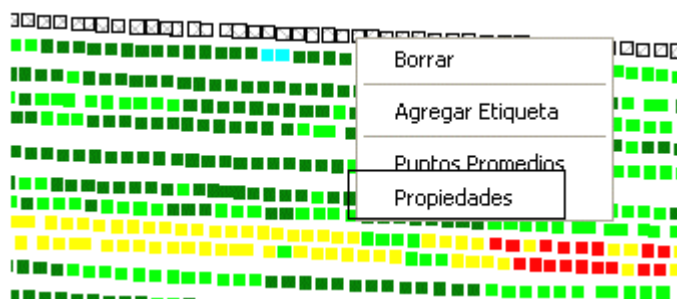 Borrar
Agregar Etiqueta
Puntos Promedios
Propiedades